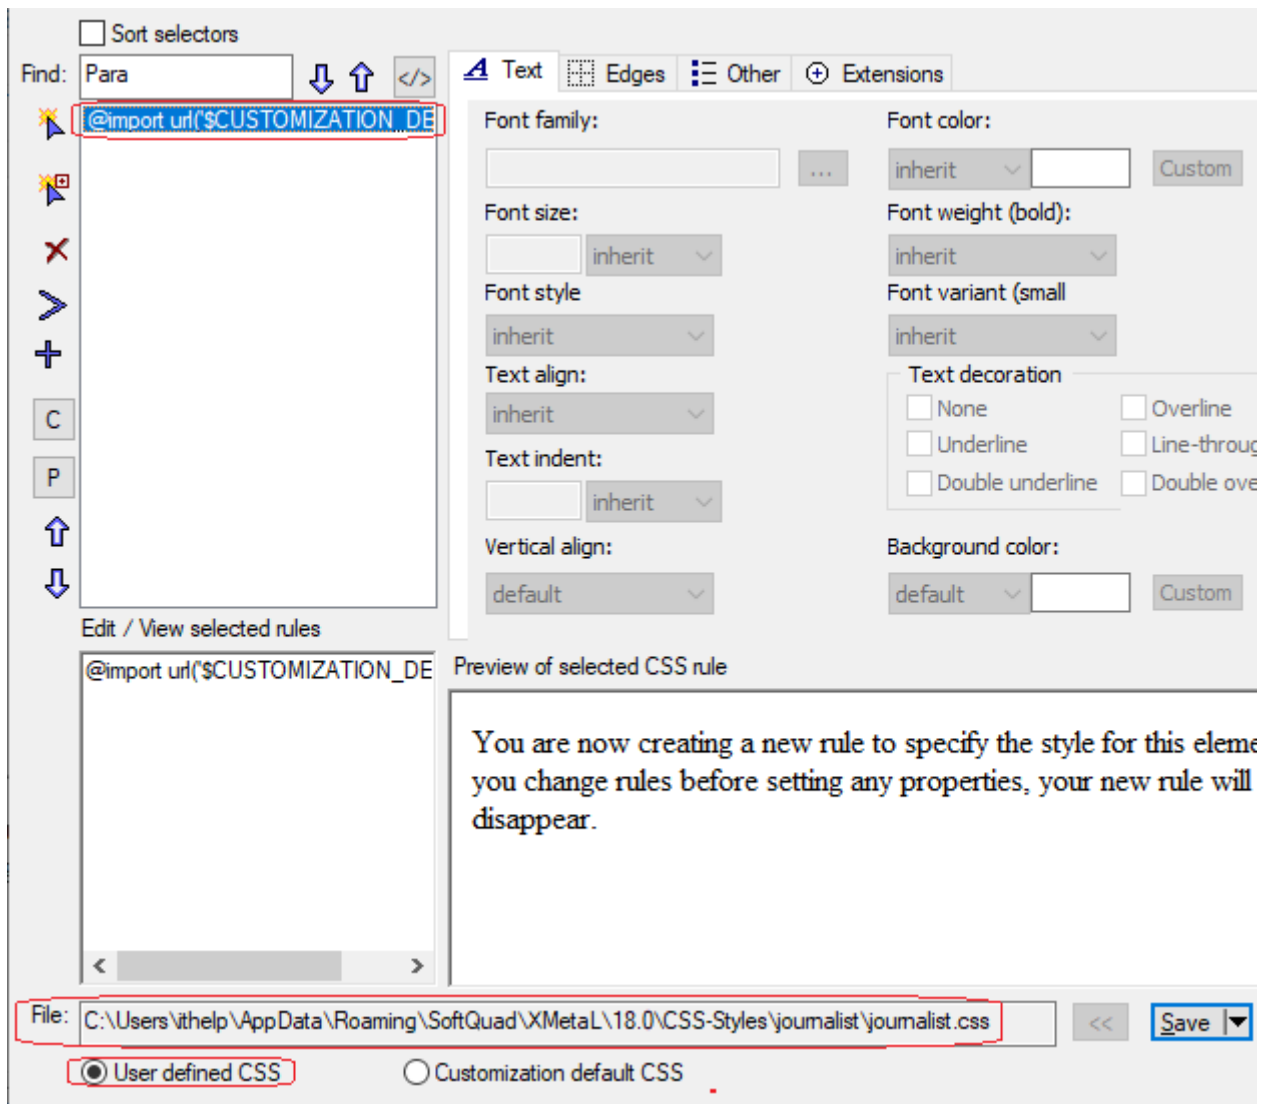 Sort selectors
Find: Para </> A Text Edges Other Extensions
@import url('$CUSTOMIZATION_DE
Font family: Font color:
... inherit Custom
Font size: Font weight (bold):
inherit inherit
Font style Font variant (small
inherit inherit
Text align: Text decoration
inherit None Overline
Underline Line-throug
Text indent:
inherit Double underline Double ove
C
P
Vertical align: Background color:
default default Custom
Edit / View selected rules
@import url('$CUSTOMIZATION_DE
Preview of selected CSS rule
You are now creating a new rule to specify the style for this eleme
you change rules before setting any properties, your new rule will
disappear.
File: C:\Users\ithelp\AppData\Roaming\SoftQuad\XMetaL\18.0\CSS-Styles\journalist\journalist.css << Save
User defined CSS Customization default CSS